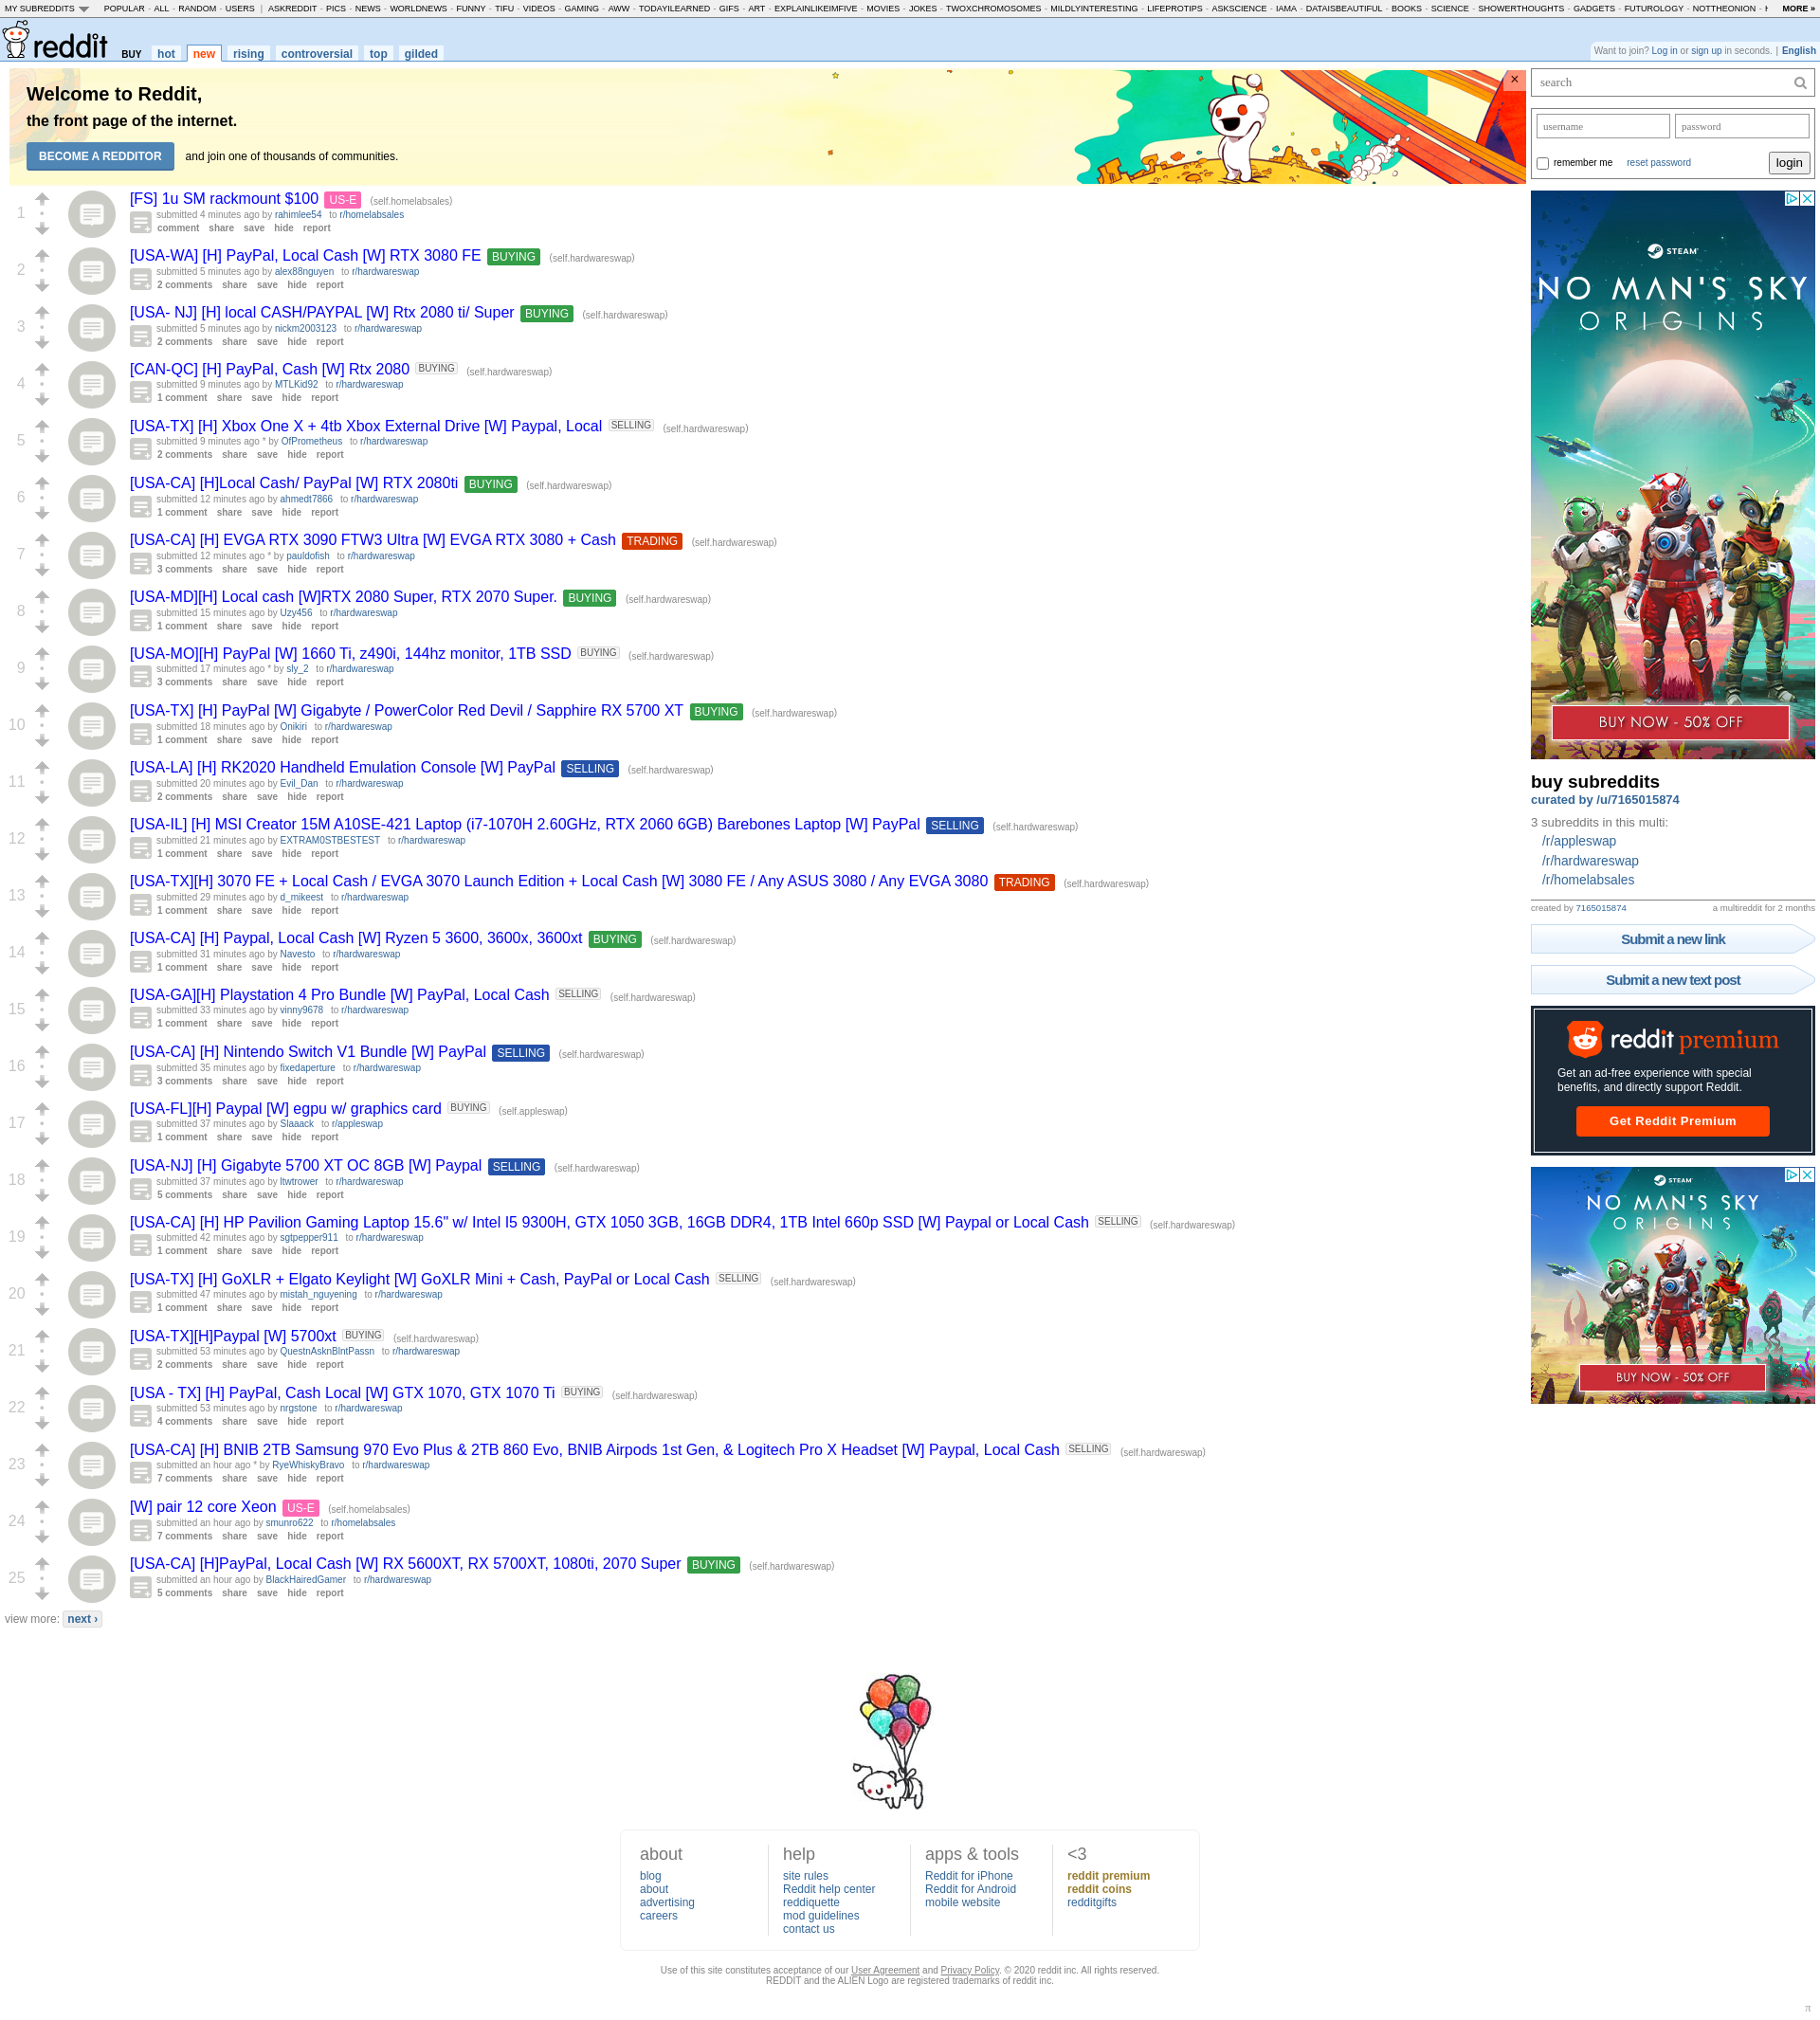 MY SUBREDDITS POPULAR - ALL - RANDOM - USERS | ASKREDDIT - PICS - NEWS - WORLDNEWS - FUNNY - TIFU - VIDEOS - GAMING - AWW - TODAYILEARNED - GIFS - ART - EXPLAINLIKEIMFIVE - MOVIES - JOKES - TWOXCHROMOSOMES - MILDLYINTERESTING - LIFEPROTIPS - ASKSCIENCE - IAMA - DATAISBEAUTIFUL - BOOKS - SCIENCE - SHOWERTHOUGHTS - GADGETS - FUTUROLOGY - NOTTHEONION - MORE »
reddit BUY hot new rising controversial top gilded
Want to join? Log in or sign up in seconds. | English
Welcome to Reddit,
the front page of the internet.
BECOME A REDDITOR and join one of thousands of communities.
×
1
[FS] 1u SM rackmount $100 US-E (self.homelabsales)
submitted 4 minutes ago by rahimlee54 to r/homelabsales
comment share save hide report
2
[USA-WA] [H] PayPal, Local Cash [W] RTX 3080 FE BUYING (self.hardwareswap)
submitted 5 minutes ago by alex88nguyen to r/hardwareswap
2 comments share save hide report
3
[USA- NJ] [H] local CASH/PAYPAL [W] Rtx 2080 ti/ Super BUYING (self.hardwareswap)
submitted 5 minutes ago by nickm2003123 to r/hardwareswap
2 comments share save hide report
4
[CAN-QC] [H] PayPal, Cash [W] Rtx 2080 BUYING (self.hardwareswap)
submitted 9 minutes ago by MTLKid92 to r/hardwareswap
1 comment share save hide report
5
[USA-TX] [H] Xbox One X + 4tb Xbox External Drive [W] Paypal, Local SELLING (self.hardwareswap)
submitted 9 minutes ago * by OfPrometheus to r/hardwareswap
2 comments share save hide report
6
[USA-CA] [H]Local Cash/ PayPal [W] RTX 2080ti BUYING (self.hardwareswap)
submitted 12 minutes ago by ahmedt7866 to r/hardwareswap
1 comment share save hide report
7
[USA-CA] [H] EVGA RTX 3090 FTW3 Ultra [W] EVGA RTX 3080 + Cash TRADING (self.hardwareswap)
submitted 12 minutes ago * by pauldofish to r/hardwareswap
3 comments share save hide report
8
[USA-MD][H] Local cash [W]RTX 2080 Super, RTX 2070 Super. BUYING (self.hardwareswap)
submitted 15 minutes ago by Uzy456 to r/hardwareswap
1 comment share save hide report
9
[USA-MO][H] PayPal [W] 1660 Ti, z490i, 144hz monitor, 1TB SSD BUYING (self.hardwareswap)
submitted 17 minutes ago * by sly_2 to r/hardwareswap
3 comments share save hide report
10
[USA-TX] [H] PayPal [W] Gigabyte / PowerColor Red Devil / Sapphire RX 5700 XT BUYING (self.hardwareswap)
submitted 18 minutes ago by Onikiri to r/hardwareswap
1 comment share save hide report
11
[USA-LA] [H] RK2020 Handheld Emulation Console [W] PayPal SELLING (self.hardwareswap)
submitted 20 minutes ago by Evil_Dan to r/hardwareswap
2 comments share save hide report
12
[USA-IL] [H] MSI Creator 15M A10SE-421 Laptop (i7-1070H 2.60GHz, RTX 2060 6GB) Barebones Laptop [W] PayPal SELLING (self.hardwareswap)
submitted 21 minutes ago by EXTRAM0STBESTEST to r/hardwareswap
1 comment share save hide report
13
[USA-TX][H] 3070 FE + Local Cash / EVGA 3070 Launch Edition + Local Cash [W] 3080 FE / Any ASUS 3080 / Any EVGA 3080 TRADING (self.hardwareswap)
submitted 29 minutes ago by d_mikeest to r/hardwareswap
1 comment share save hide report
14
[USA-CA] [H] Paypal, Local Cash [W] Ryzen 5 3600, 3600x, 3600xt BUYING (self.hardwareswap)
submitted 31 minutes ago by Navesto to r/hardwareswap
1 comment share save hide report
15
[USA-GA][H] Playstation 4 Pro Bundle [W] PayPal, Local Cash SELLING (self.hardwareswap)
submitted 33 minutes ago by vinny9678 to r/hardwareswap
1 comment share save hide report
16
[USA-CA] [H] Nintendo Switch V1 Bundle [W] PayPal SELLING (self.hardwareswap)
submitted 35 minutes ago by fixedaperture to r/hardwareswap
3 comments share save hide report
17
[USA-FL][H] Paypal [W] egpu w/ graphics card BUYING (self.appleswap)
submitted 37 minutes ago by Slaaack to r/appleswap
1 comment share save hide report
18
[USA-NJ] [H] Gigabyte 5700 XT OC 8GB [W] Paypal SELLING (self.hardwareswap)
submitted 37 minutes ago by ltwtrower to r/hardwareswap
5 comments share save hide report
19
[USA-CA] [H] HP Pavilion Gaming Laptop 15.6" w/ Intel I5 9300H, GTX 1050 3GB, 16GB DDR4, 1TB Intel 660p SSD [W] Paypal or Local Cash SELLING (self.hardwareswap)
submitted 42 minutes ago by sgtpepper911 to r/hardwareswap
1 comment share save hide report
20
[USA-TX] [H] GoXLR + Elgato Keylight [W] GoXLR Mini + Cash, PayPal or Local Cash SELLING (self.hardwareswap)
submitted 47 minutes ago by mistah_nguyening to r/hardwareswap
1 comment share save hide report
21
[USA-TX][H]Paypal [W] 5700xt BUYING (self.hardwareswap)
submitted 53 minutes ago by QuestnAsknBlntPassn to r/hardwareswap
2 comments share save hide report
22
[USA - TX] [H] PayPal, Cash Local [W] GTX 1070, GTX 1070 Ti BUYING (self.hardwareswap)
submitted 53 minutes ago by nrgstone to r/hardwareswap
4 comments share save hide report
23
[USA-CA] [H] BNIB 2TB Samsung 970 Evo Plus & 2TB 860 Evo, BNIB Airpods 1st Gen, & Logitech Pro X Headset [W] Paypal, Local Cash SELLING (self.hardwareswap)
submitted an hour ago * by RyeWhiskyBravo to r/hardwareswap
7 comments share save hide report
24
[W] pair 12 core Xeon US-E (self.homelabsales)
submitted an hour ago by smunro622 to r/homelabsales
7 comments share save hide report
25
[USA-CA] [H]PayPal, Local Cash [W] RX 5600XT, RX 5700XT, 1080ti, 2070 Super BUYING (self.hardwareswap)
submitted an hour ago by BlackHairedGamer to r/hardwareswap
5 comments share save hide report
view more: next ›
search
username password
remember me reset password login
STEAM
NO MAN'S SKY
ORIGINS
BUY NOW - 50% OFF
buy subreddits
curated by /u/7165015874
3 subreddits in this multi:
/r/appleswap
/r/hardwareswap
/r/homelabsales
created by 7165015874 a multireddit for 2 months
Submit a new link
Submit a new text post
reddit premium
Get an ad-free experience with special
benefits, and directly support Reddit.
Get Reddit Premium
STEAM
NO MAN'S SKY
ORIGINS
BUY NOW - 50% OFF
about
blog
about
advertising
careers
help
site rules
Reddit help center
reddiquette
mod guidelines
contact us
apps & tools
Reddit for iPhone
Reddit for Android
mobile website
<3
reddit premium
reddit coins
redditgifts
Use of this site constitutes acceptance of our User Agreement and Privacy Policy. © 2020 reddit inc. All rights reserved.
REDDIT and the ALIEN Logo are registered trademarks of reddit inc.
π